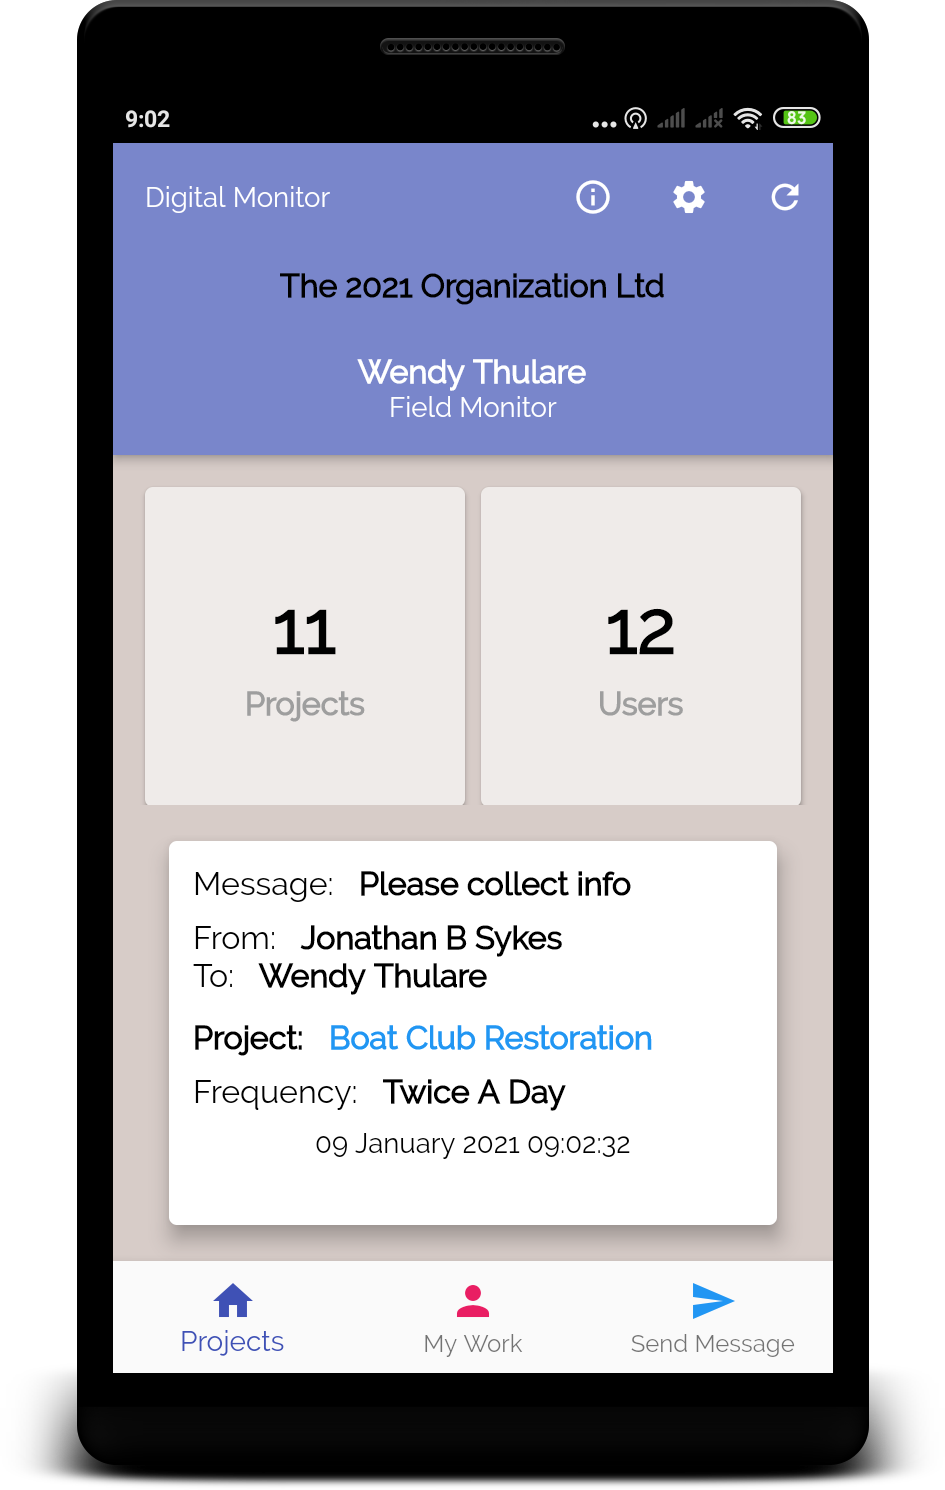 9:02
83
Digital Monitor
The 2021 Organization Ltd
Wendy Thulare
Field Monitor
11
Projects
12
Users
Message: Please collect info
From: Jonathan B Sykes
To: Wendy Thulare
Project: Boat Club Restoration
Frequency: Twice A Day
09 January 2021 09:02:32
Projects
My Work
Send Message